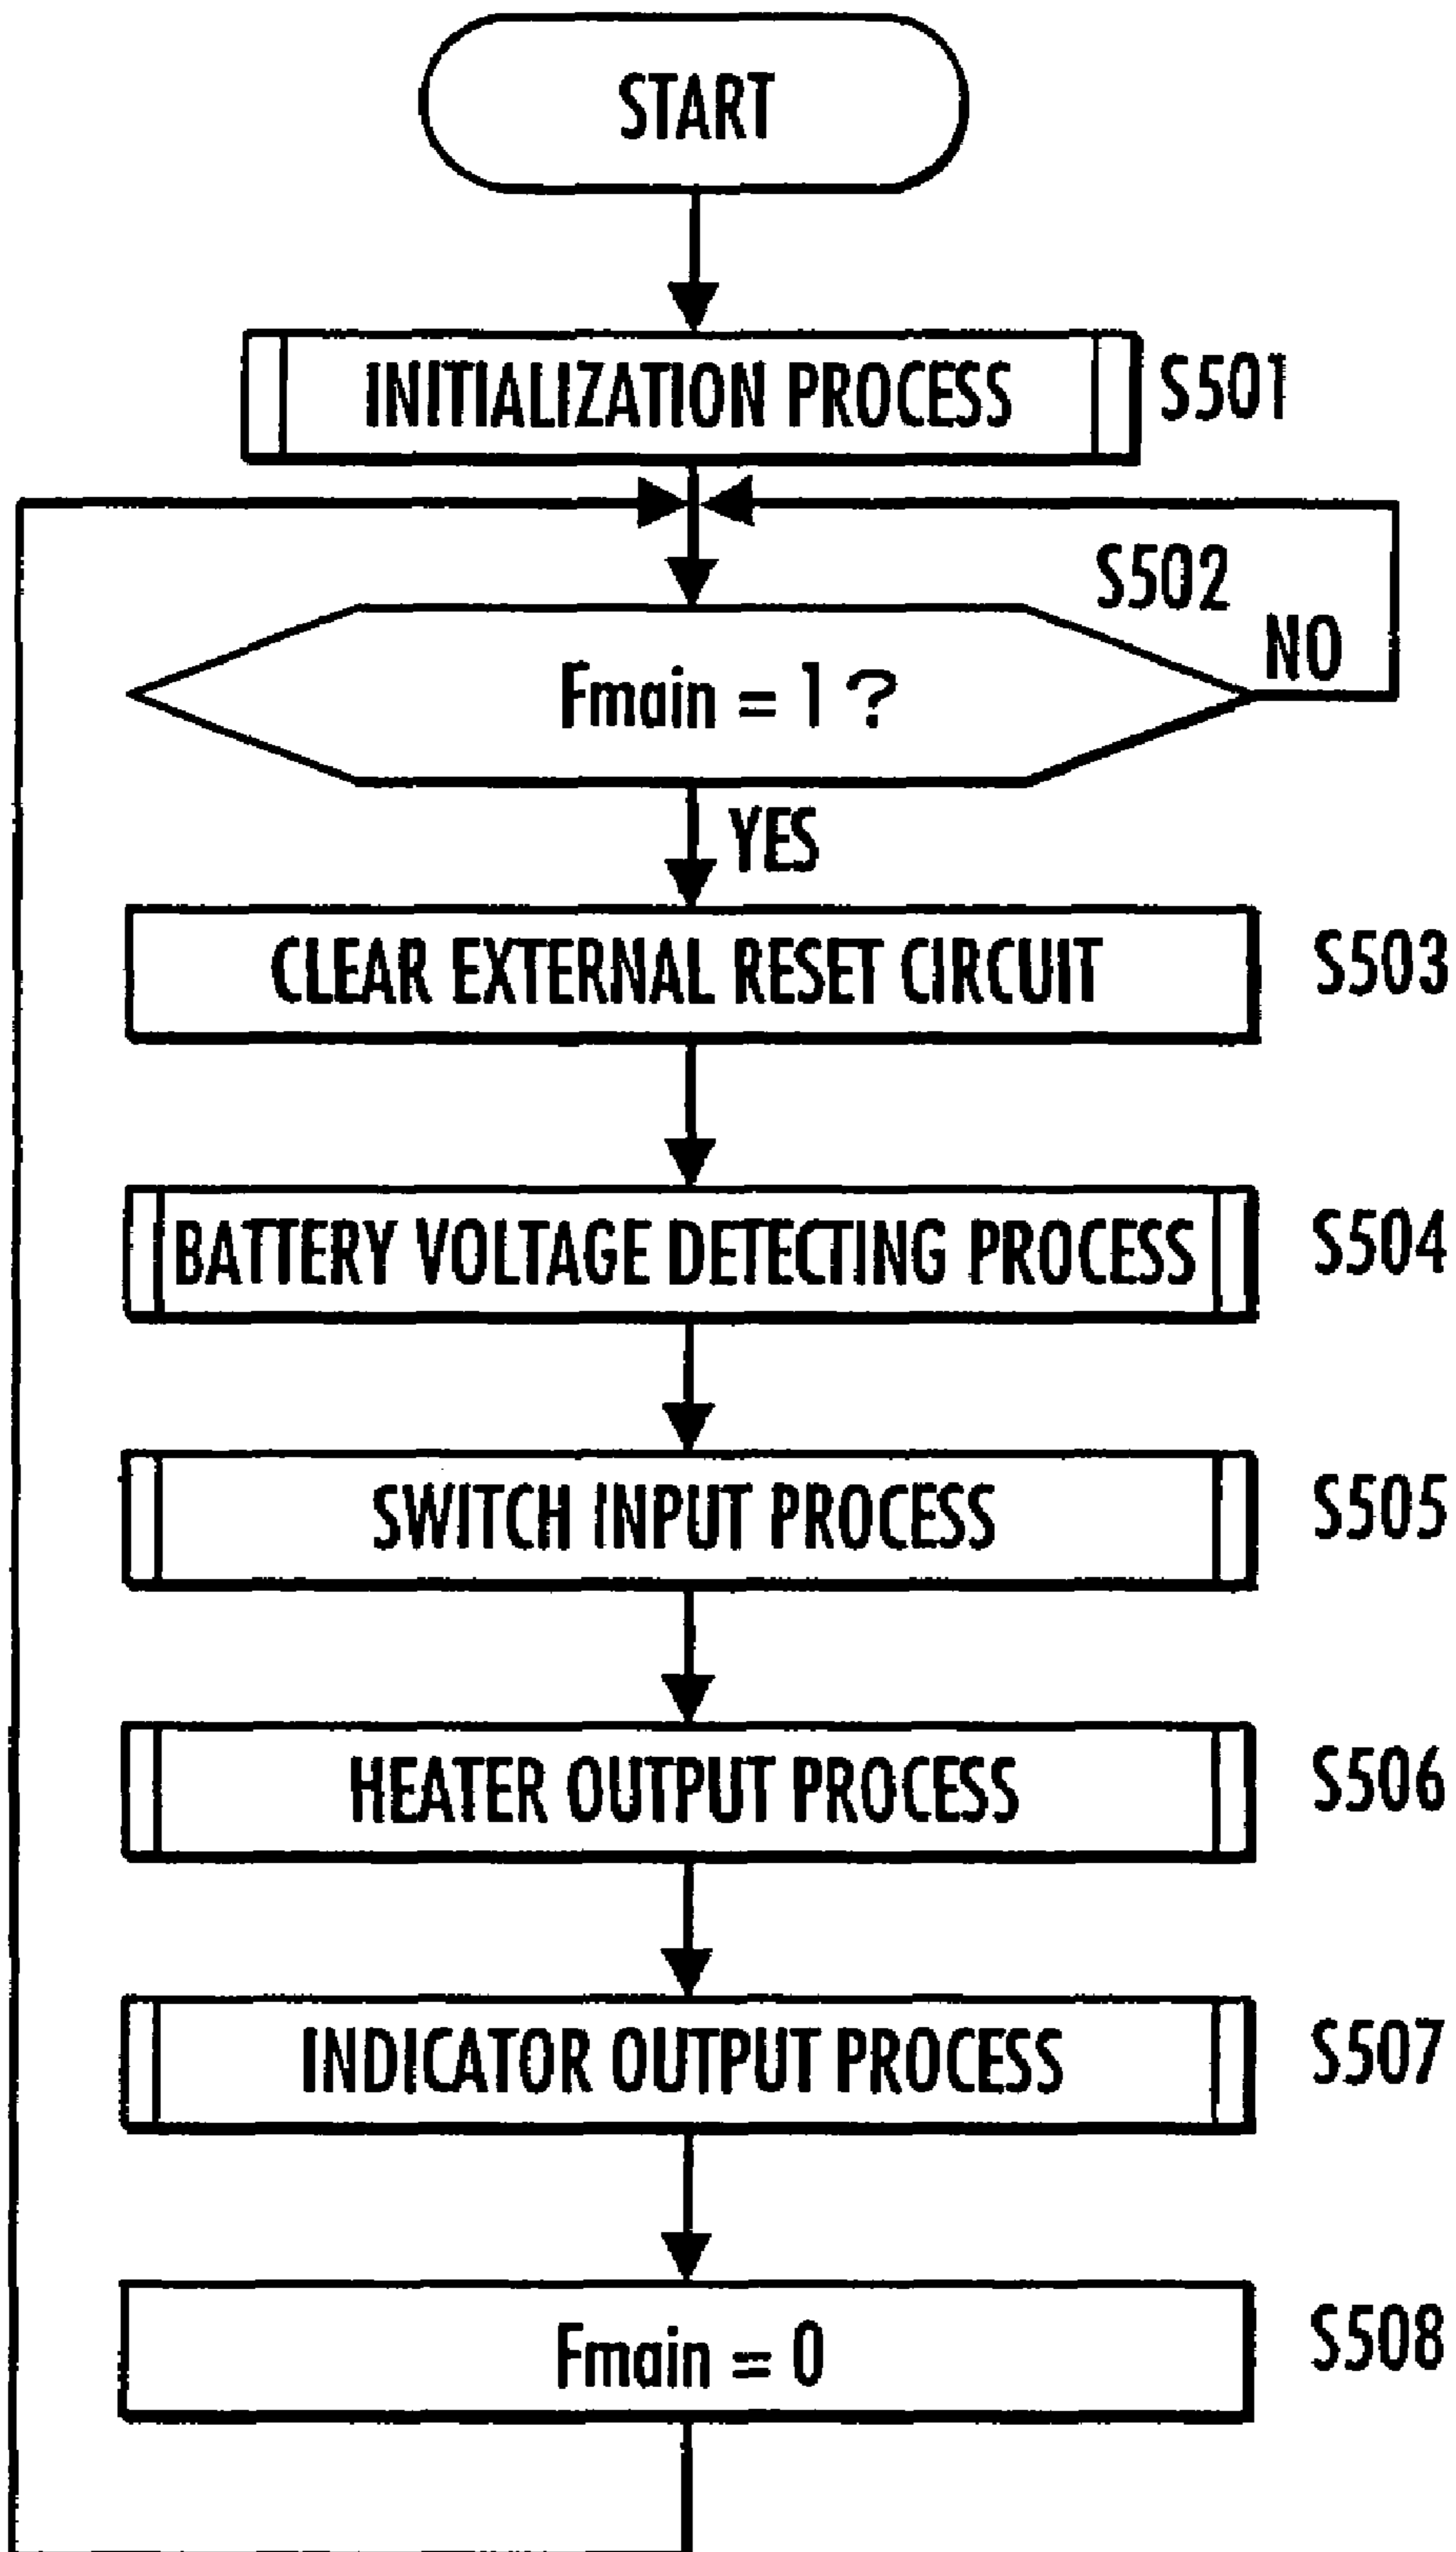 START
INITIALIZATION PROCESS S501
S502
NO
Fmain = 1 ?
YES
CLEAR EXTERNAL RESET CIRCUIT S503
BATTERY VOLTAGE DETECTING PROCESS S504
SWITCH INPUT PROCESS S505
HEATER OUTPUT PROCESS S506
INDICATOR OUTPUT PROCESS S507
Fmain = 0 S508